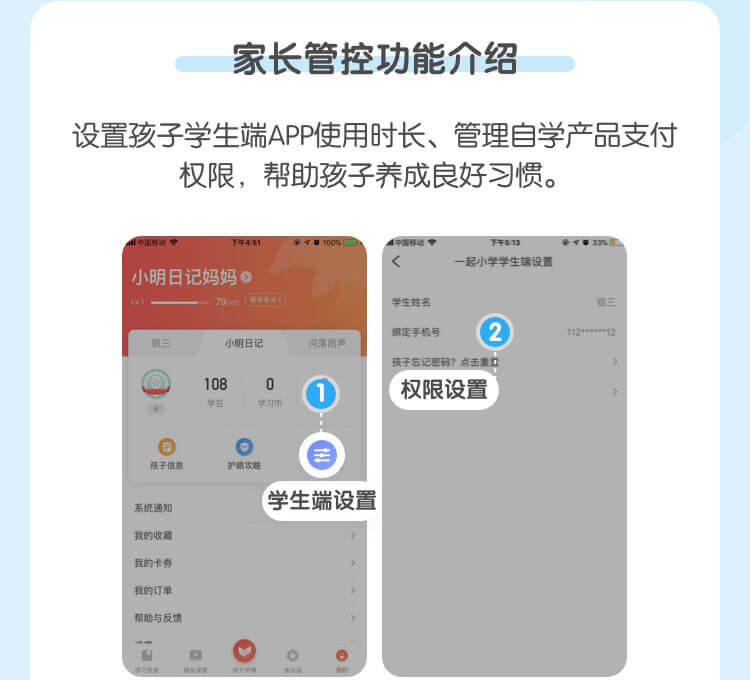 家长管控功能介绍
设置孩子学生端APP使用时长、管理自学产品支付
权限，帮助孩子养成良好习惯。
中国移动
下午4:51
100%
小明日记妈妈
LV 1
79/100
银三
小明日记
河落雨声
108
0
1
学豆
学习币
孩子信息
护眼攻略
学生端设置
系统通知
我的收藏
我的卡券
我的订单
帮助与反馈
孩子学情
我的
中国移动
下午5:13
33%
一起小学学生端设置
学生姓名
银三
绑定手机号
2
112******12
孩子忘记密码？点击重置
权限设置